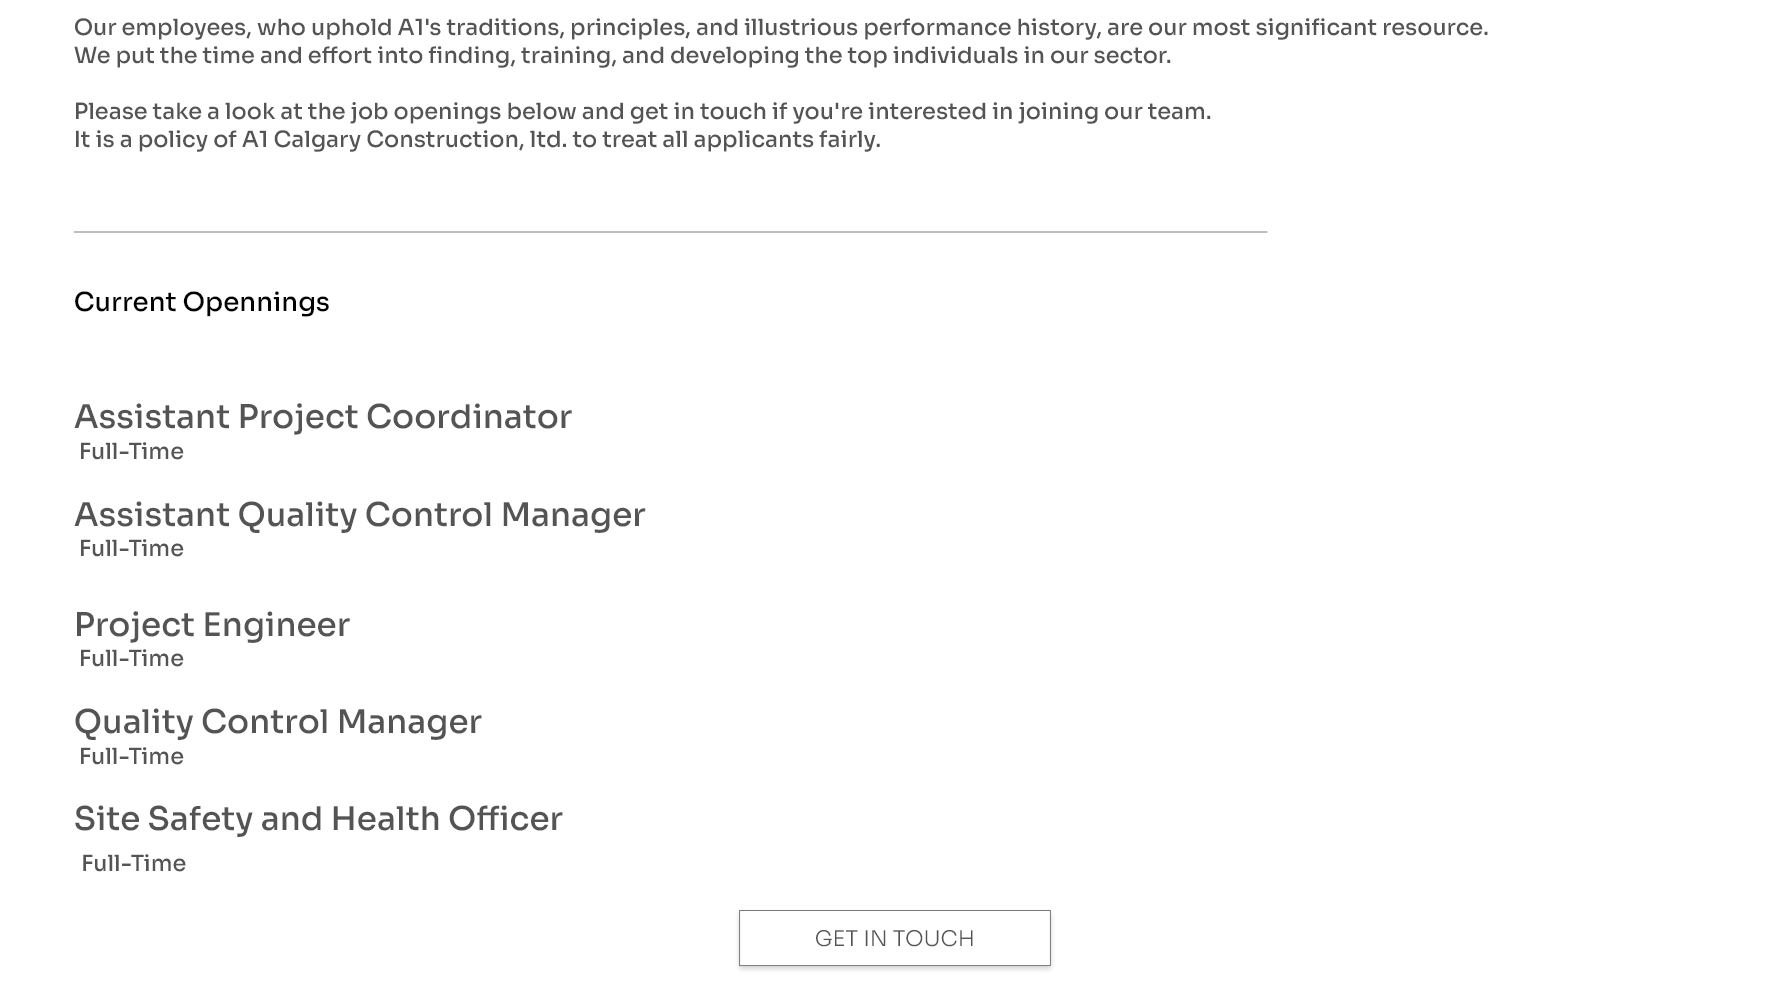 Our employees, who uphold A1's traditions, principles, and illustrious performance history, are our most significant resource.
We put the time and effort into finding, training, and developing the top individuals in our sector.
Please take a look at the job openings below and get in touch if you're interested in joining our team.
It is a policy of A1 Calgary Construction, ltd. to treat all applicants fairly.
Current Opennings
Assistant Project Coordinator
Full-Time
Assistant Quality Control Manager
Full-Time
Project Engineer
Full-Time
Quality Control Manager
Full-Time
Site Safety and Health Officer
Full-Time
GET IN TOUCH